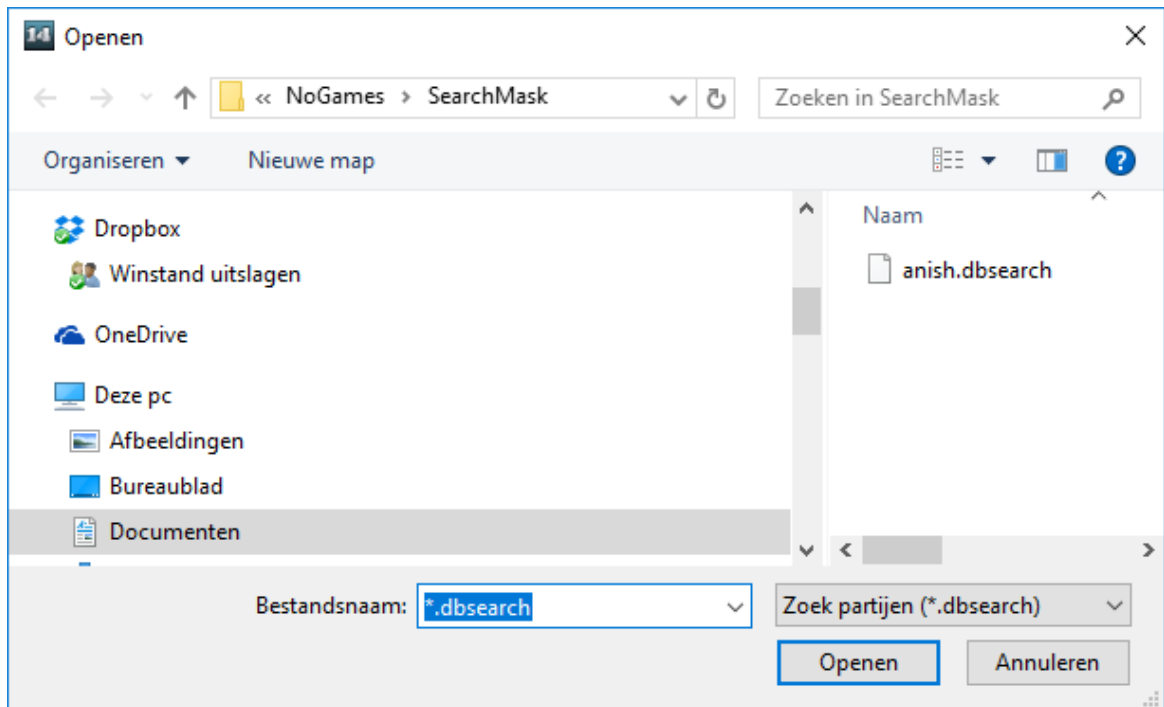 14 Openen
« NoGames › SearchMask
Zoeken in SearchMask
Organiseren
Nieuwe map
?
Dropbox
Winstand uitslagen
OneDrive
Deze pc
Afbeeldingen
Bureaublad
Documenten
Naam
anish.dbsearch
Bestandsnaam: *.dbsearch
Zoek partijen (*.dbsearch)
Openen
Annuleren